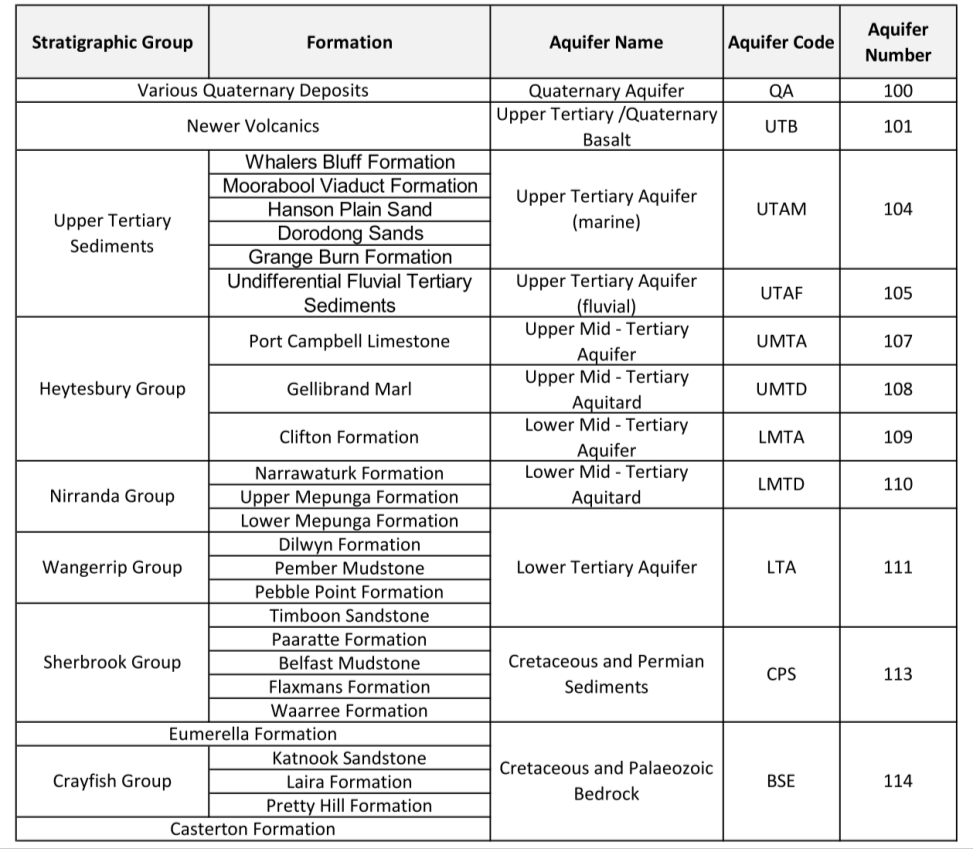 Stratigraphic Group Formation Aquifer Name Aquifer Code Aquifer
Number
Various Quaternary Deposits Quaternary Aquifer QA 100
Newer Volcanics Upper Tertiary /Quaternary
Basalt UTB 101
Upper Tertiary
Sediments
Whalers Bluff Formation
Moorabool Viaduct Formation
Hanson Plain Sand
Dorodong Sands
Grange Burn Formation
Upper Tertiary Aquifer
(marine)
UTAM 104
Undifferential Fluvial Tertiary
Sediments
Upper Tertiary Aquifer
(fluvial)
UTAF 105
Heytesbury Group
Port Campbell Limestone
Upper Mid - Tertiary
Aquifer
UMTA 107
Gellibrand Marl
Upper Mid - Tertiary
Aquitard
UMTD 108
Clifton Formation
Lower Mid - Tertiary
Aquifer
LMTA 109
Nirranda Group
Narrawaturk Formation
Upper Mepunga Formation
Lower Mid - Tertiary
Aquitard
LMTD 110
Lower Mepunga Formation
Wangerrip Group
Dilwyn Formation
Pember Mudstone
Pebble Point Formation
Lower Tertiary Aquifer LTA 111
Sherbrook Group
Timboon Sandstone
Paaratte Formation
Belfast Mudstone
Flaxmans Formation
Waarree Formation
Cretaceous and Permian
Sediments
CPS 113
Eumerella Formation
Crayfish Group
Katnook Sandstone
Laira Formation
Pretty Hill Formation
Cretaceous and Palaeozoic
Bedrock
BSE 114
Casterton Formation